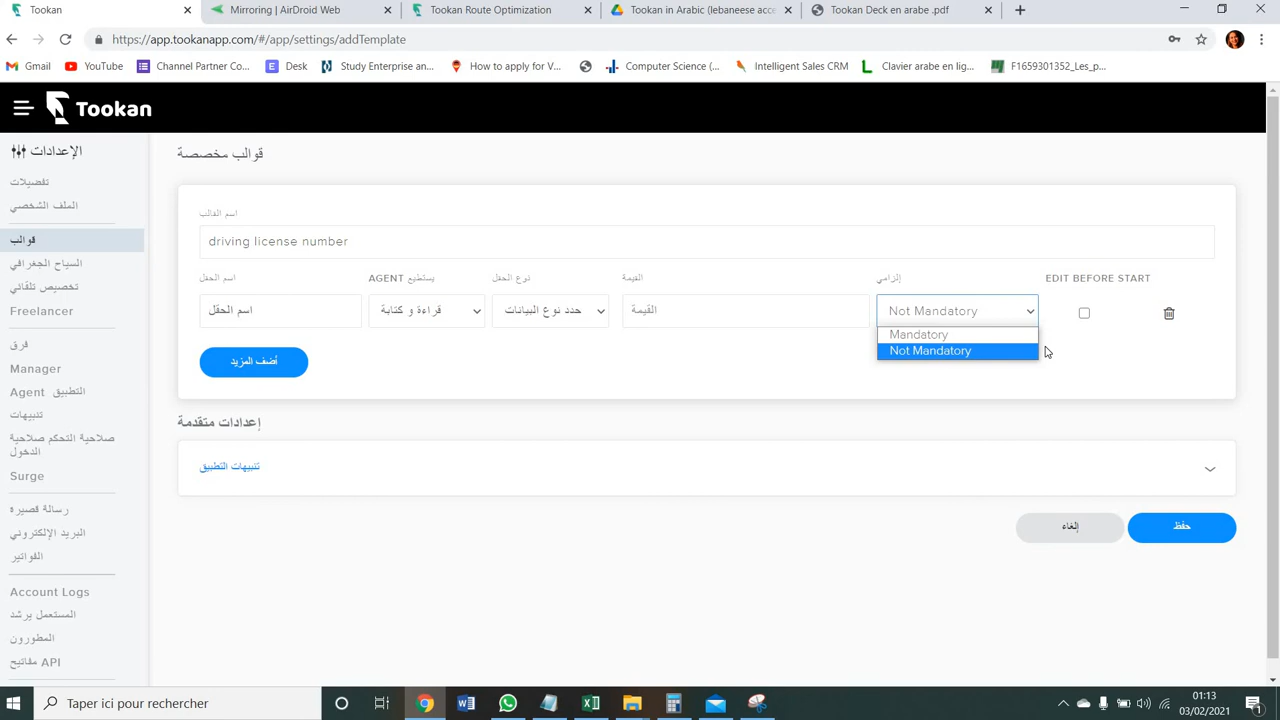 Tookan
Mirroring | AirDroid Web
Tookan Route Optimization
Tookan in Arabic (lebaneese acce
Tookan Deck en arabe .pdf
https://app.tookanapp.com/#/app/settings/addTemplate
Gmail
YouTube
Channel Partner Co...
Desk
Study Enterprise an...
How to apply for V...
Computer Science (...
Intelligent Sales CRM
Clavier arabe en lig...
F1659301352_Les_p...
Tookan
الإعدادات
تفضيلات
الملف الشخصي
قوالب
السياج الجغرافي
تخصيص تلقائي
Freelancer
فرق
Manager
Agent التطبيق
تنبيهات
صلاحية التحكم صلاحية
الدخول
Surge
رسالة قصيره
البريد الإلكتروني
الفواتير
Account Logs
المستعمل يرشد
المطورون
API مفاتيح
قوالب مخصصة
اسم القالب
driving license number
اسم الحقل
AGENT يستطيع
نوع الحقل
القيمة
إلزامي
EDIT BEFORE START
اسم الحقل
قراءة و كتابة
حدد نوع البيانات
القيمة
Not Mandatory
Mandatory
Not Mandatory
أضف المزيد
إعدادات متقدمة
تنبيهات التطبيق
إلغاء
حفظ
Taper ici pour rechercher
01:13
03/02/2021
1